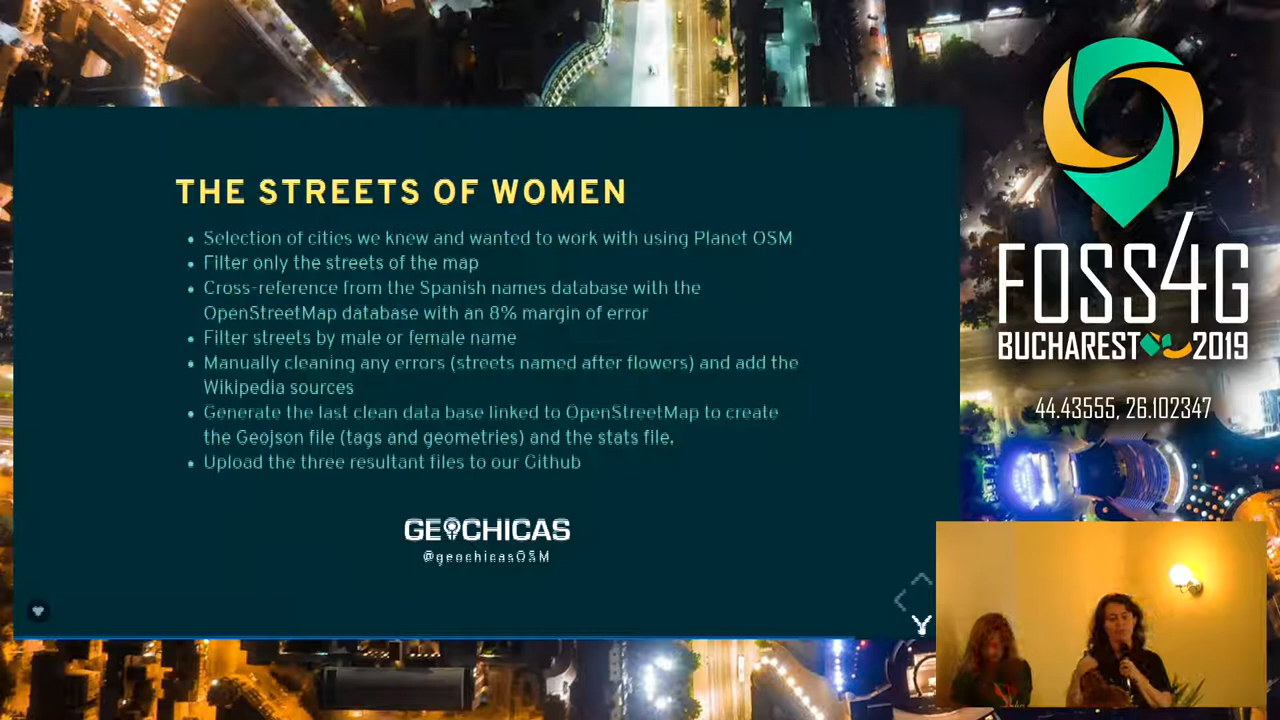 THE STREETS OF WOMEN
• Selection of cities we knew and wanted to work with using Planet OSM
• Filter only the streets of the map
• Cross-reference from the Spanish names database with the
OpenStreetMap database with an 8% margin of error
• Filter streets by male or female name
• Manually cleaning any errors (streets named after flowers) and add the
Wikipedia sources
• Generate the last clean data base linked to OpenStreetMap to create
the Geojson file (tags and geometries) and the stats file.
• Upload the three resultant files to our Github
GEOCHICAS
@geochicasOSM
FOSS4G
BUCHAREST 2019
44.43555, 26.102347